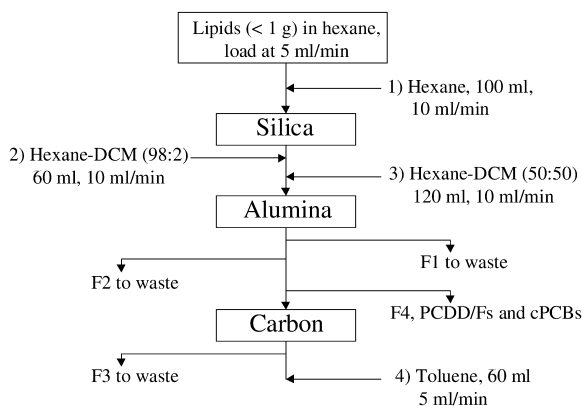 Lipids (< 1 g) in hexane,
load at 5 ml/min
1) Hexane, 100 ml,
10 ml/min
Silica
2) Hexane-DCM (98:2)
60 ml, 10 ml/min
3) Hexane-DCM (50:50)
120 ml, 10 ml/min
Alumina
F1 to waste
F2 to waste
F4, PCDD/Fs and cPCBs
Carbon
F3 to waste
4) Toluene, 60 ml
5 ml/min